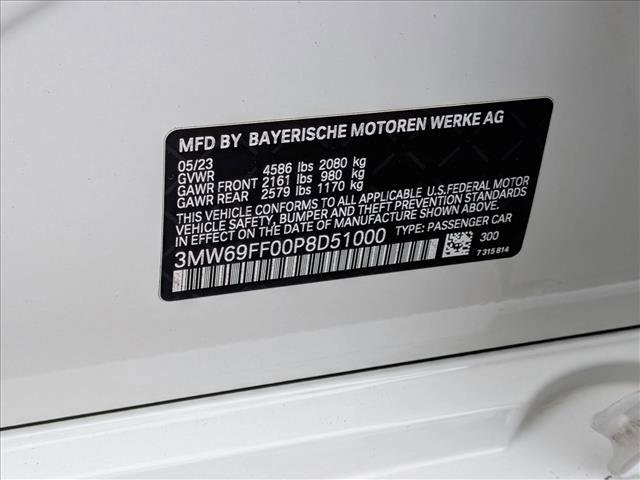 MFD BY BAYERISCHE MOTOREN WERKE AG
05/23
GVWR 4586 lbs 2080 kg
GAWR FRONT 2161 lbs 980 kg
GAWR REAR 2579 lbs 1170 kg
THIS VEHICLE CONFORMS TO ALL APPLICABLE U.S.FEDERAL MOTOR
VEHICLE SAFETY, BUMPER, AND THEFT PREVENTION STANDARDS IN
EFFECT ON THE DATE OF MANUFACTURE SHOWN ABOVE.
3MW69FF00P8D51000 TYPE: PASSENGER CAR
300
7315814